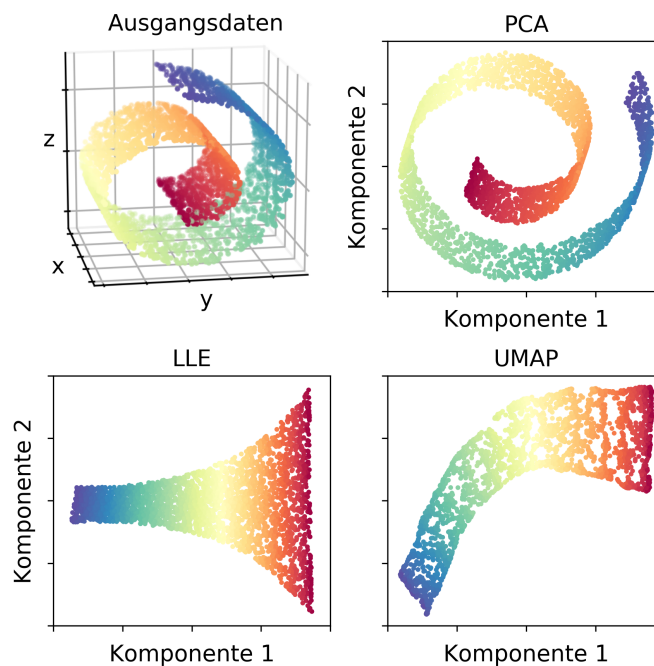 Ausgangsdaten
z
x
y
PCA
Komponente 2
Komponente 1
LLE
Komponente 2
Komponente 1
UMAP
Komponente 1